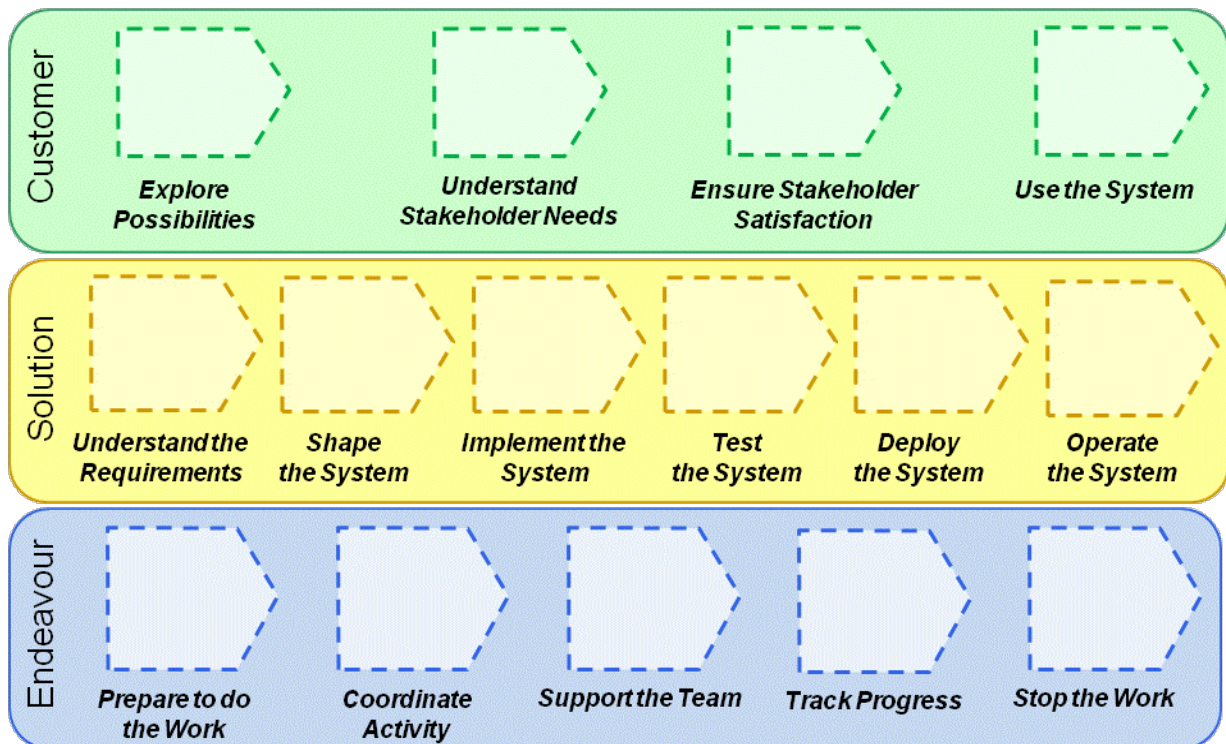 Customer
Explore
Possibilities
Understand
Stakeholder Needs
Ensure Stakeholder
Satisfaction
Use the System
Solution
Understand the
Requirements
Shape
the System
Implement the
System
Test
the System
Deploy
the System
Operate
the System
Endeavour
Prepare to do
the Work
Coordinate
Activity
Support the Team
Track Progress
Stop the Work